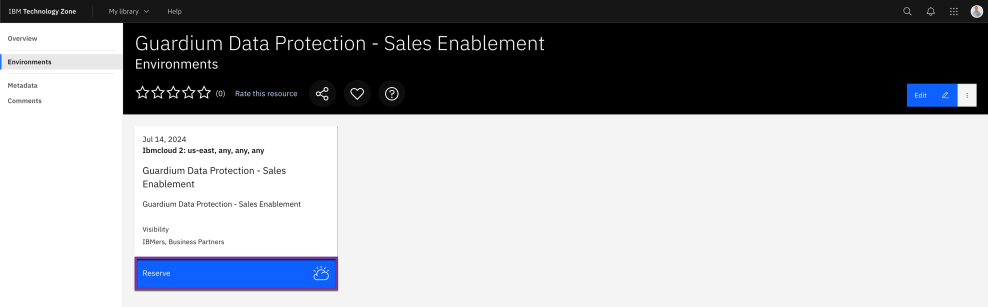 IBM Technology Zone
My library
Help
Overview
Environments
Metadata
Comments
Guardium Data Protection - Sales Enablement
Environments
(0)
Rate this resource
Edit
Jul 14, 2024
Ibmcloud 2: us-east, any, any, any
Guardium Data Protection - Sales
Enablement
Guardium Data Protection - Sales Enablement
Visibility
IBMers, Business Partners
Reserve